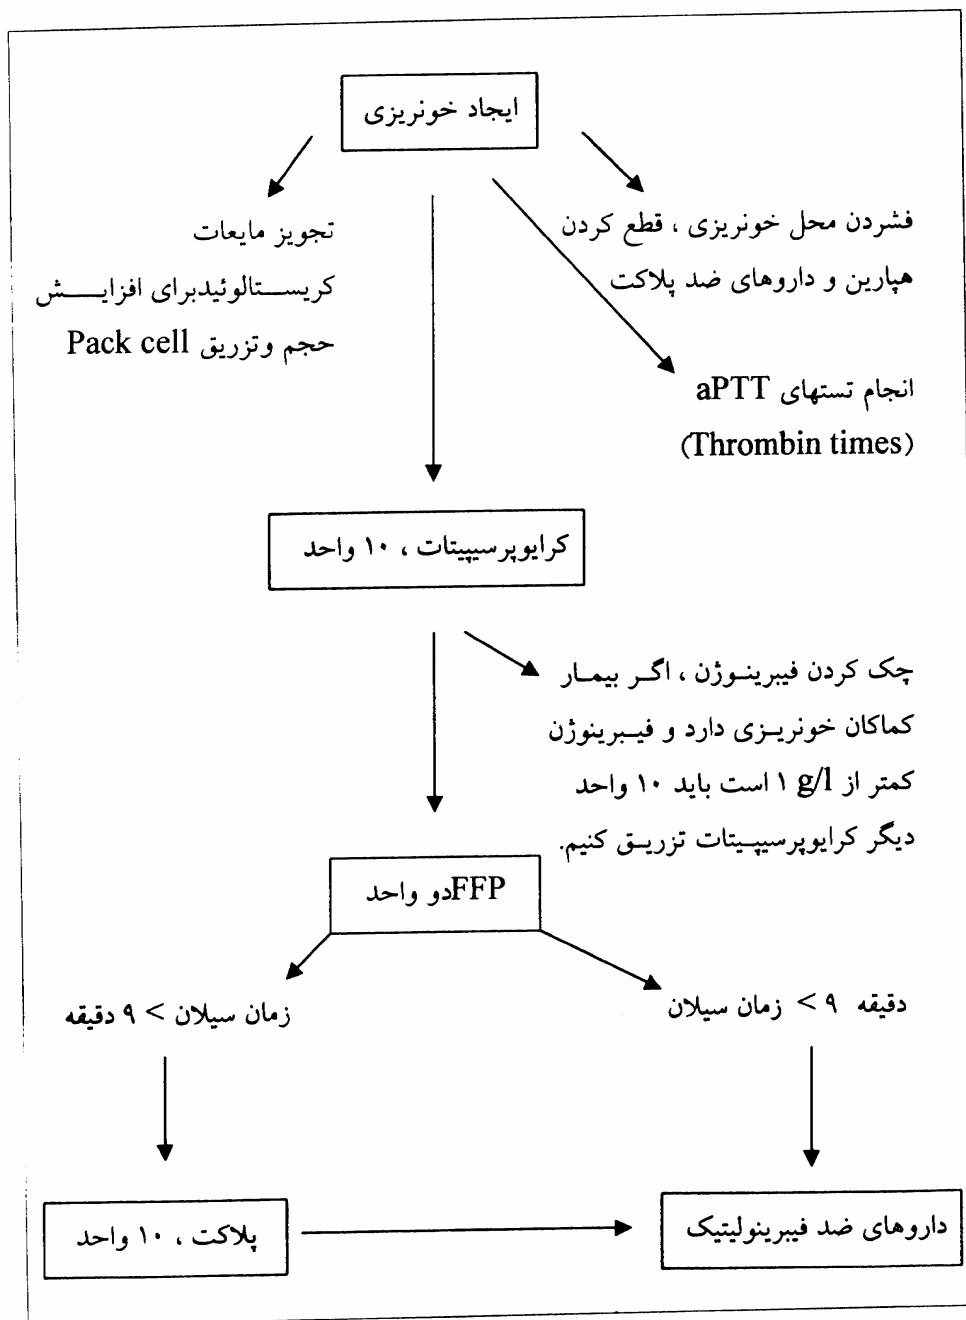 ایجاد خونریزی
فشردن محل خونریزی ، قطع کردن
هپارین و داروهای ضد پلاکت
تجویز مایعات
کریستالوئیدبرای افزایش
حجم وتزریق Pack cell
انجام تستهای aPTT
(Thrombin times)
کرایوپرسیپیتات ، ۱۰ واحد
چک کردن فیبرینوژن ، اگر بیمار
کماکان خونریزی دارد و فیبرینوژن
کمتر از ۱ g/l است باید ۱۰ واحد
دیگر کرایوپرسیپیتات تزریق کنیم.
FFPدو واحد
دقیقه ۹ > زمان سیلان
زمان سیلان > ۹ دقیقه
پلاکت ، ۱۰ واحد
داروهای ضد فیبرینولیتیک